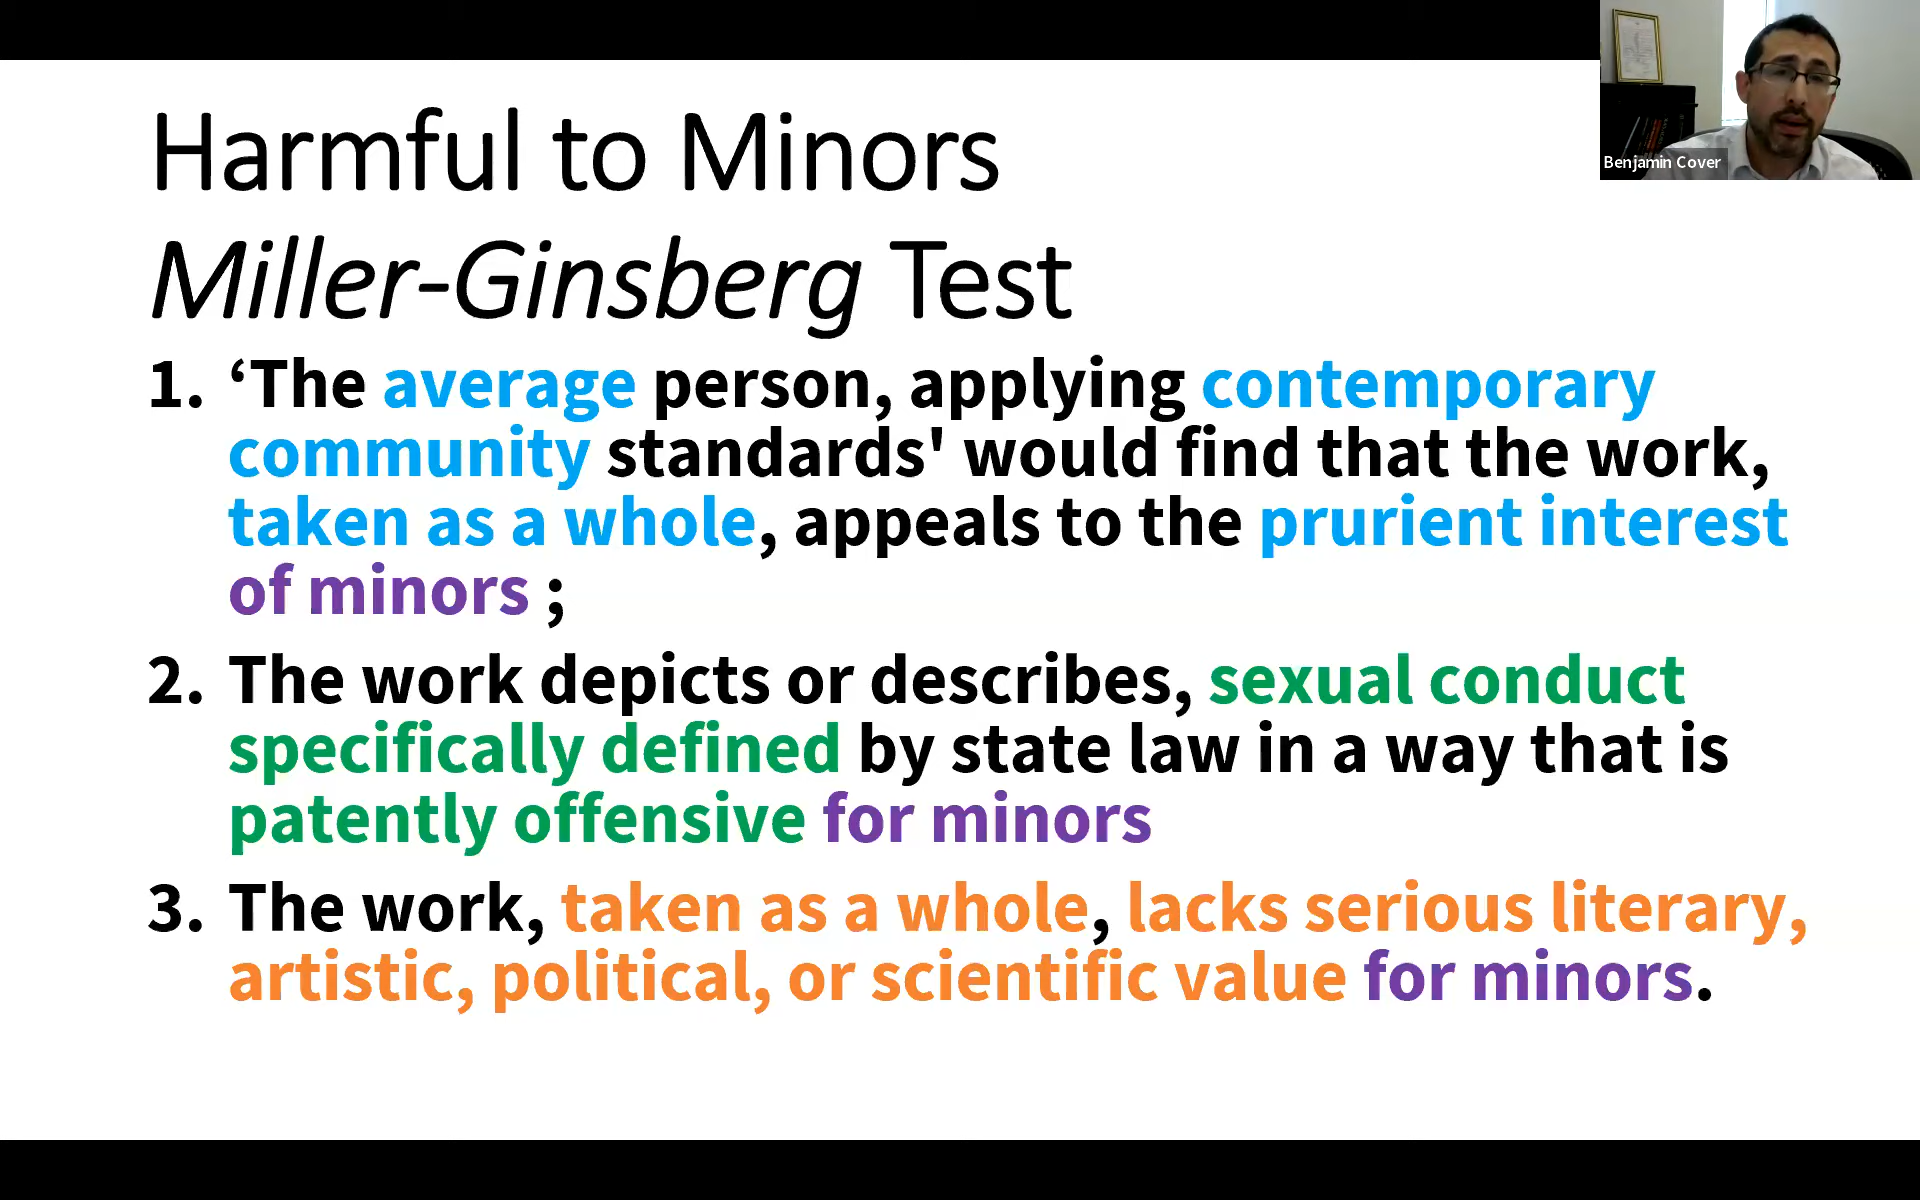 Harmful to Minors
Miller-Ginsberg Test
1. ‘The average person, applying contemporary
community standards' would find that the work,
taken as a whole, appeals to the prurient interest
of minors ;
2. The work depicts or describes, sexual conduct
specifically defined by state law in a way that is
patently offensive for minors
3. The work, taken as a whole, lacks serious literary,
artistic, political, or scientific value for minors.
Benjamin Cover